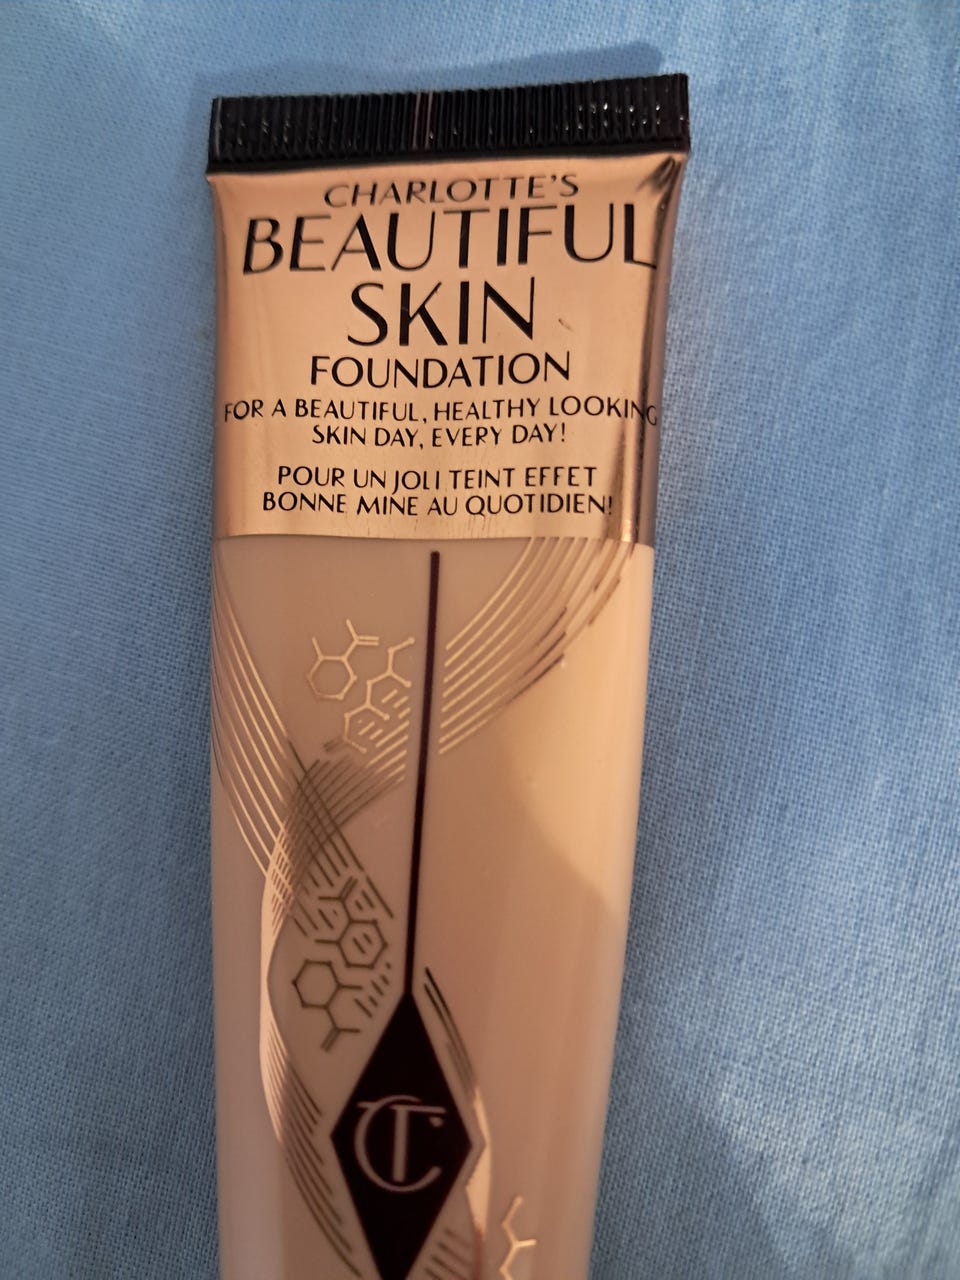 CHARLOTTE'S
BEAUTIFUL
SKIN
FOUNDATION
FOR A BEAUTIFUL, HEALTHY LOOKING
SKIN DAY, EVERY DAY!
POUR UN JOLI TEINT EFFET
BONNE MINE AU QUOTIDIEN!
CT